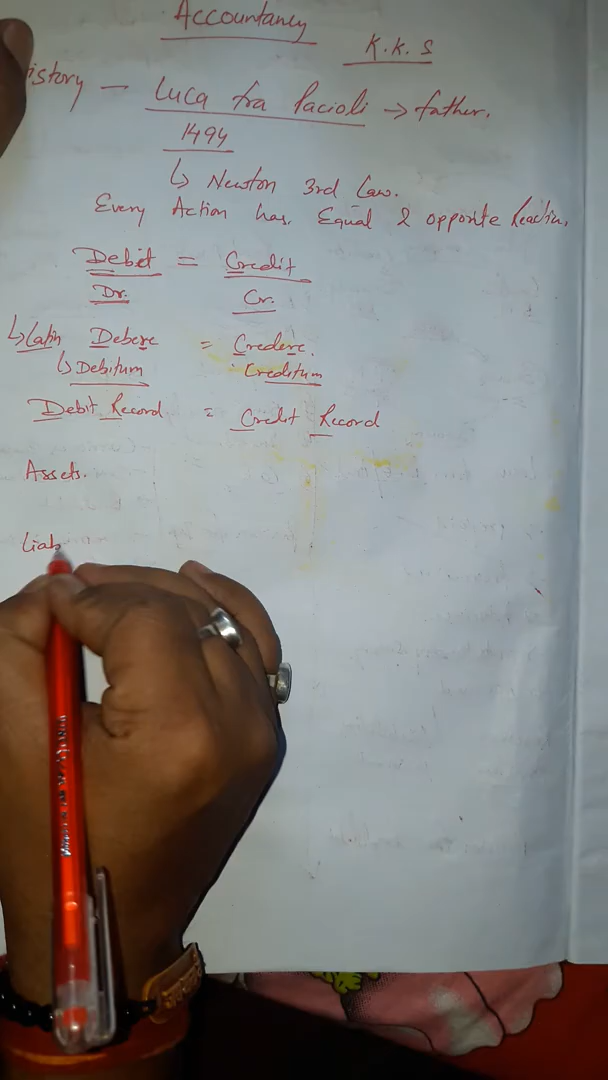 Accountancy
K.K.S
istory — Luca fra Pacioli → father.
1494
↳ Newton 3rd Law.
Every Action has. Equal & opposite Reaction.
Debit = Credit
Dr. Cr.
↳ Latin Debere = Credere.
↳ Debitum Creditum
Debit Record = Credit Record
Assets.
Liab